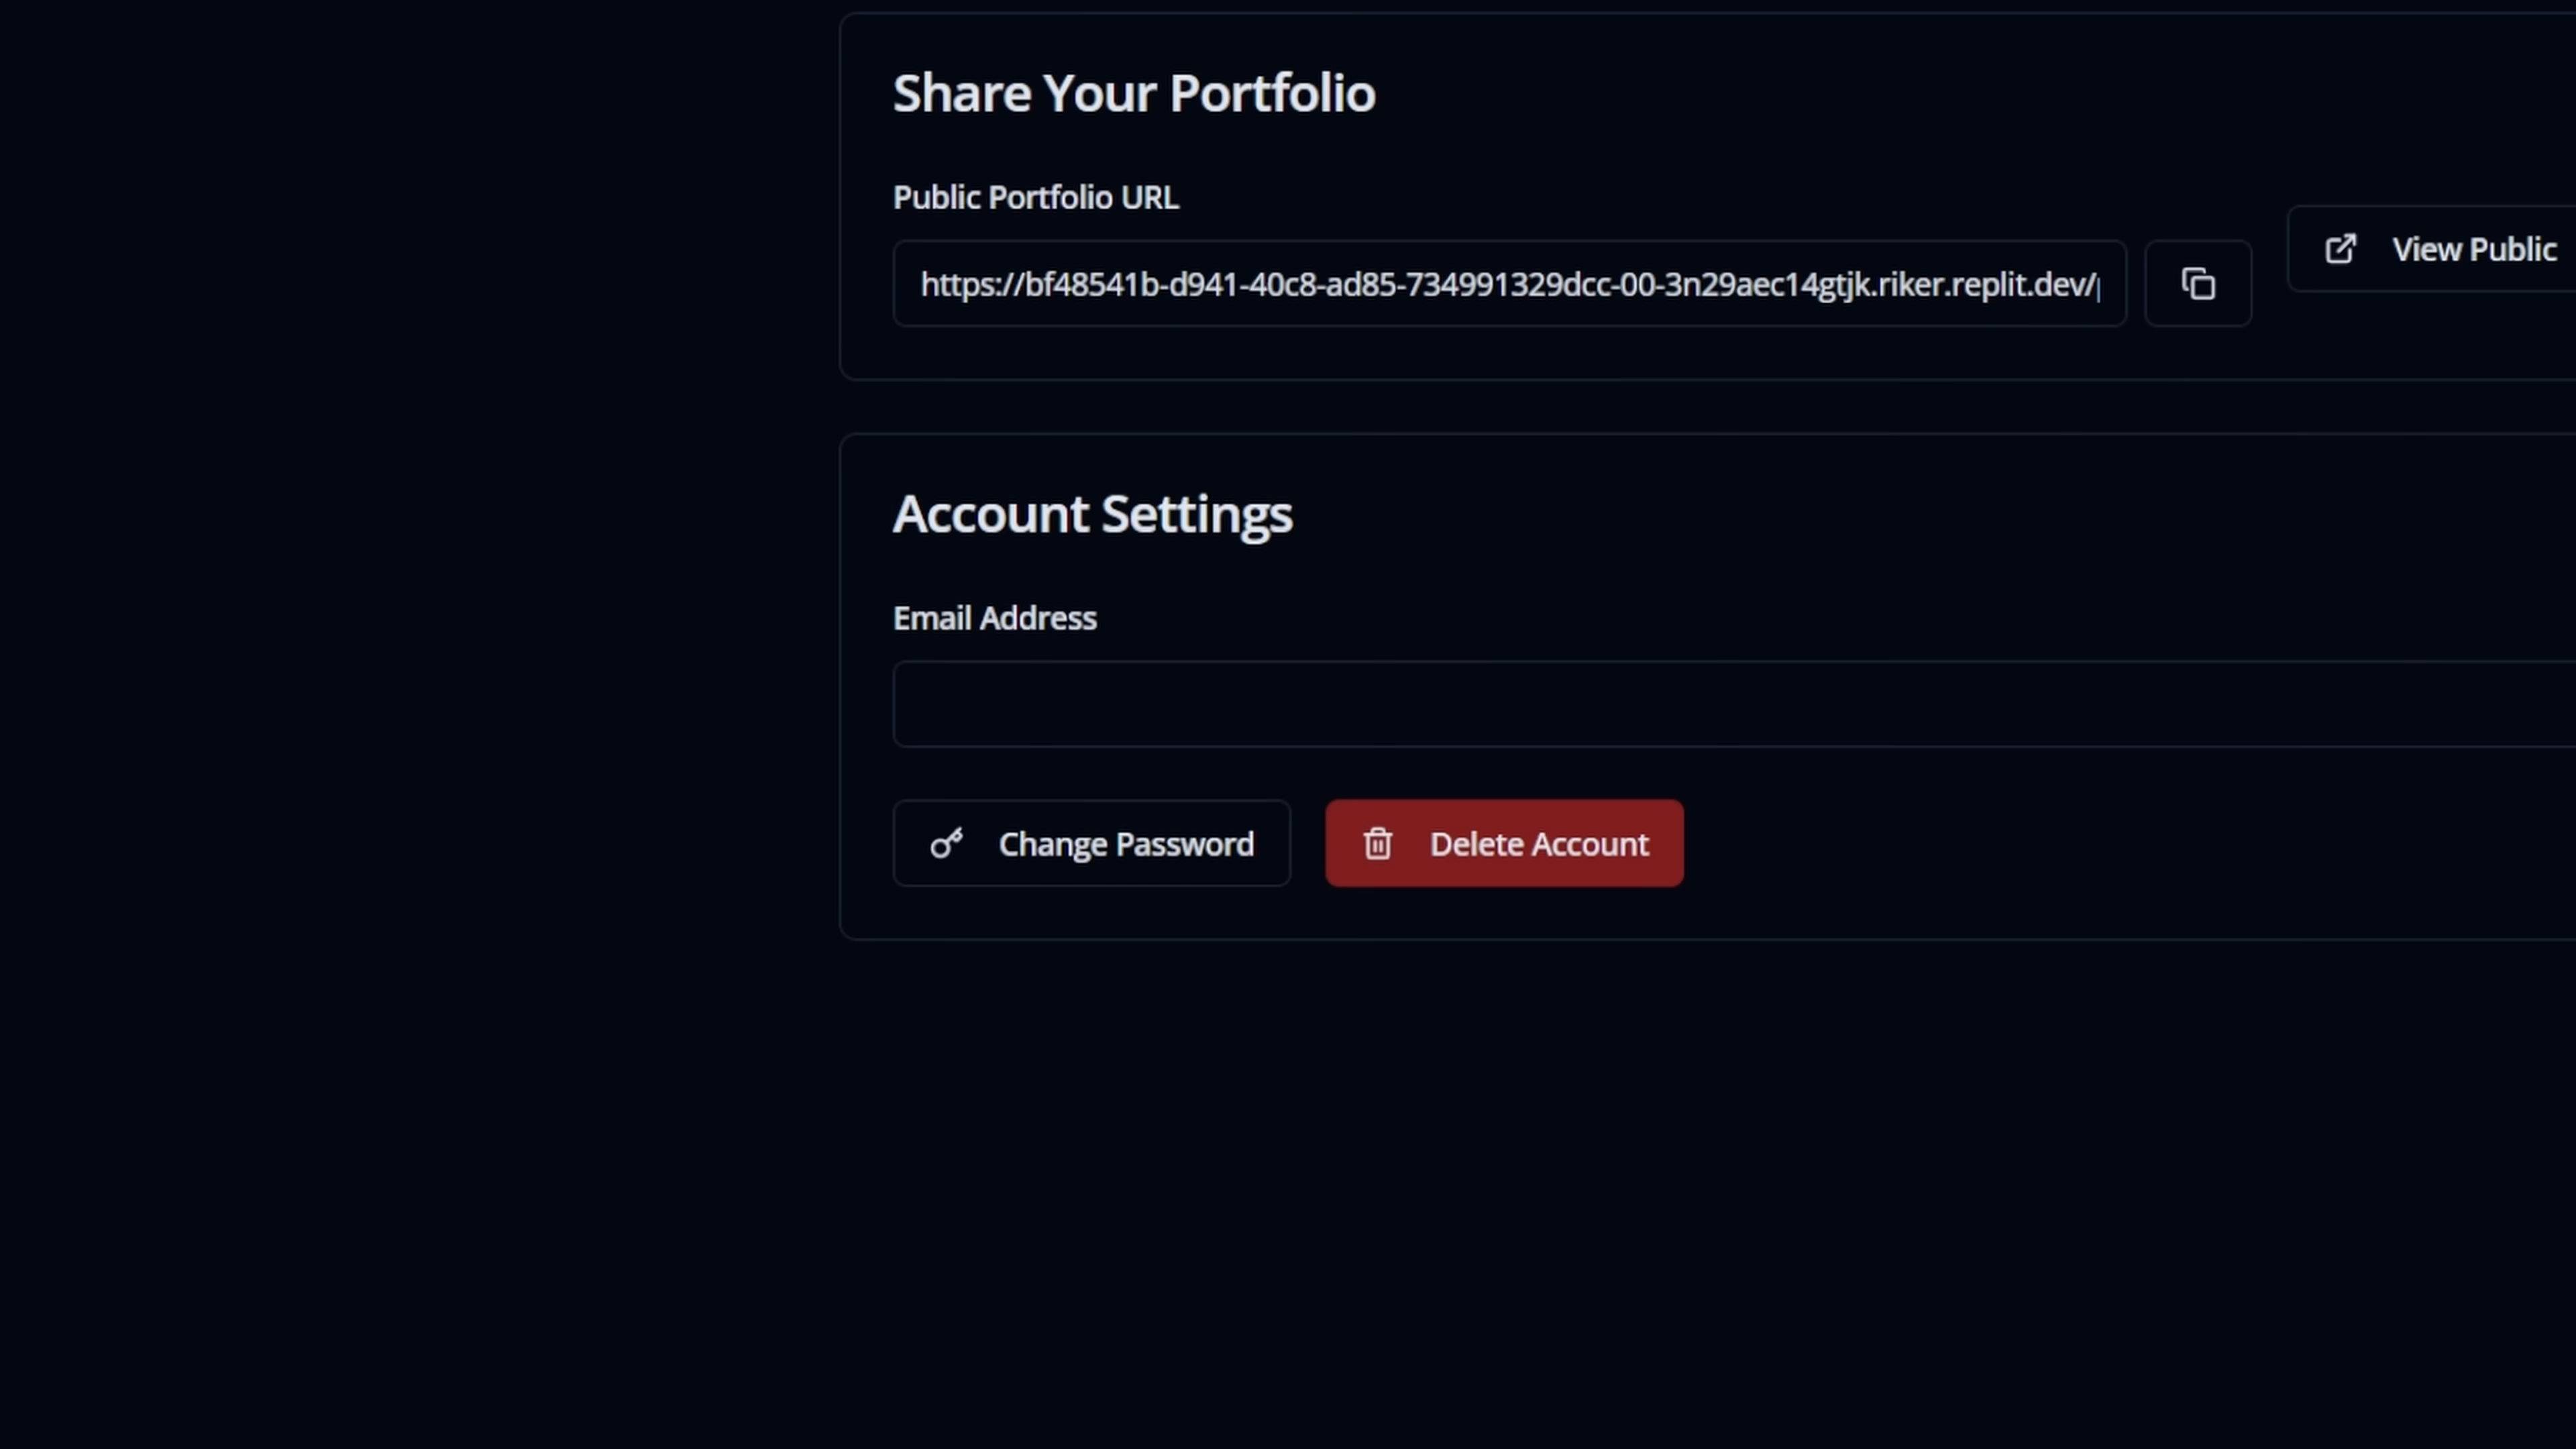 Share Your Portfolio
Public Portfolio URL
https://bf48541b-d941-40c8-ad85-734991329dcc-00-3n29aec14gtjk.riker.replit.dev/
View Public
Account Settings
Email Address
Change Password
Delete Account